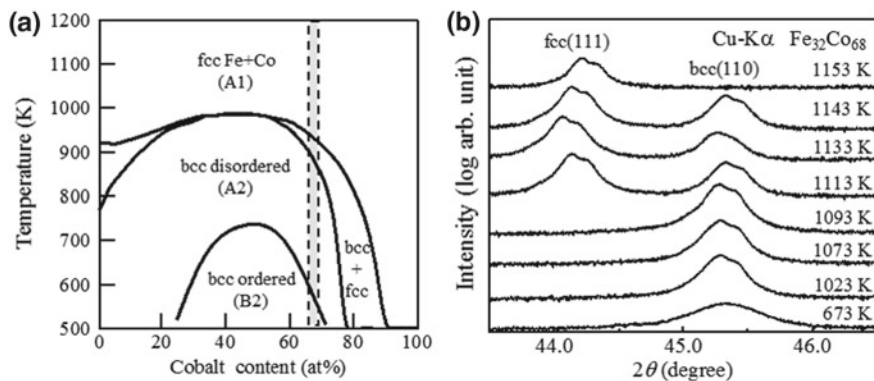 (a)
1200
1100
1000
900
800
700
600
500
Temperature (K)
fcc Fe+Co
(A1)
bcc disordered
(A2)
bcc ordered
(B2)
bcc
+
fcc
0 20 40 60 80 100
Cobalt content (at%)
(b)
Intensity (log arb. unit)
Cu-Kα Fe32Co68
fcc(111)
bcc(110)
1153 K
1143 K
1133 K
1113 K
1093 K
1073 K
1023 K
673 K
44.0 45.0 46.0
2θ (degree)